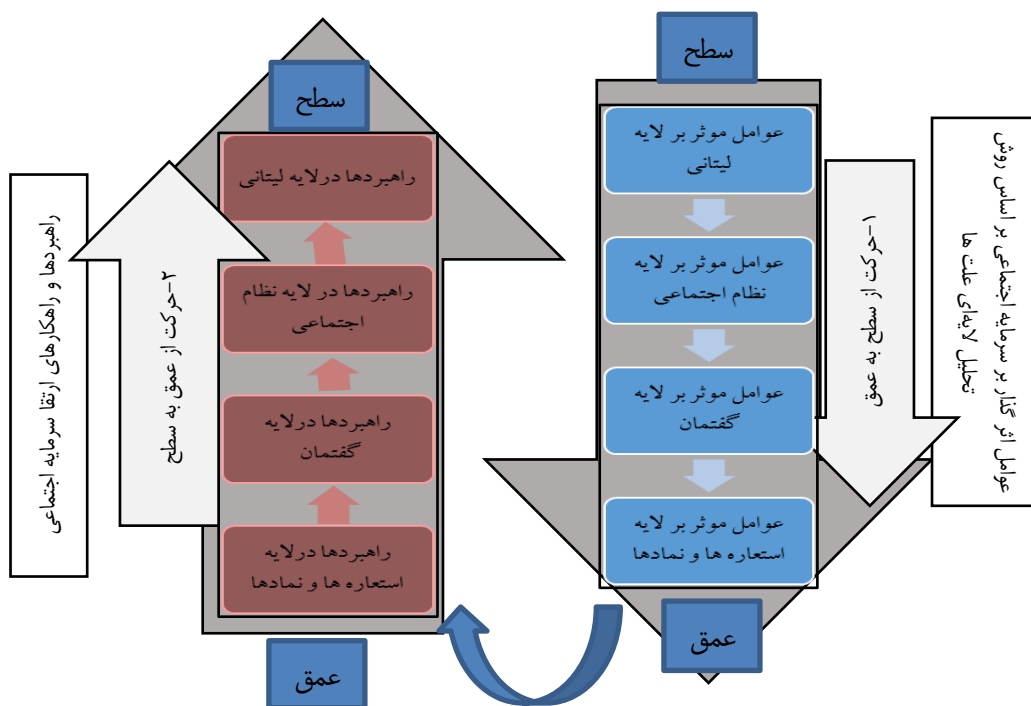 سطح
عوامل موثر بر لایه
لیتانی
عوامل موثر بر لایه
نظام اجتماعی
عوامل موثر بر لایه
گفتمان
عوامل موثر بر لایه
استعاره ها و نمادها
عمق
۱-حرکت از سطح به عمق
عوامل اثر گذار بر سرمایه اجتماعی بر اساس روش
تحلیل لایه‌ای علت ها
سطح
راهبردها درلایه لیتانی
راهبردها در لایه نظام
اجتماعی
راهبردها درلایه
گفتمان
راهبردها درلایه
استعاره ها و نمادها
عمق
۲-حرکت از عمق به سطح
راهبردها و راهکارهای ارتقا سرمایه اجتماعی